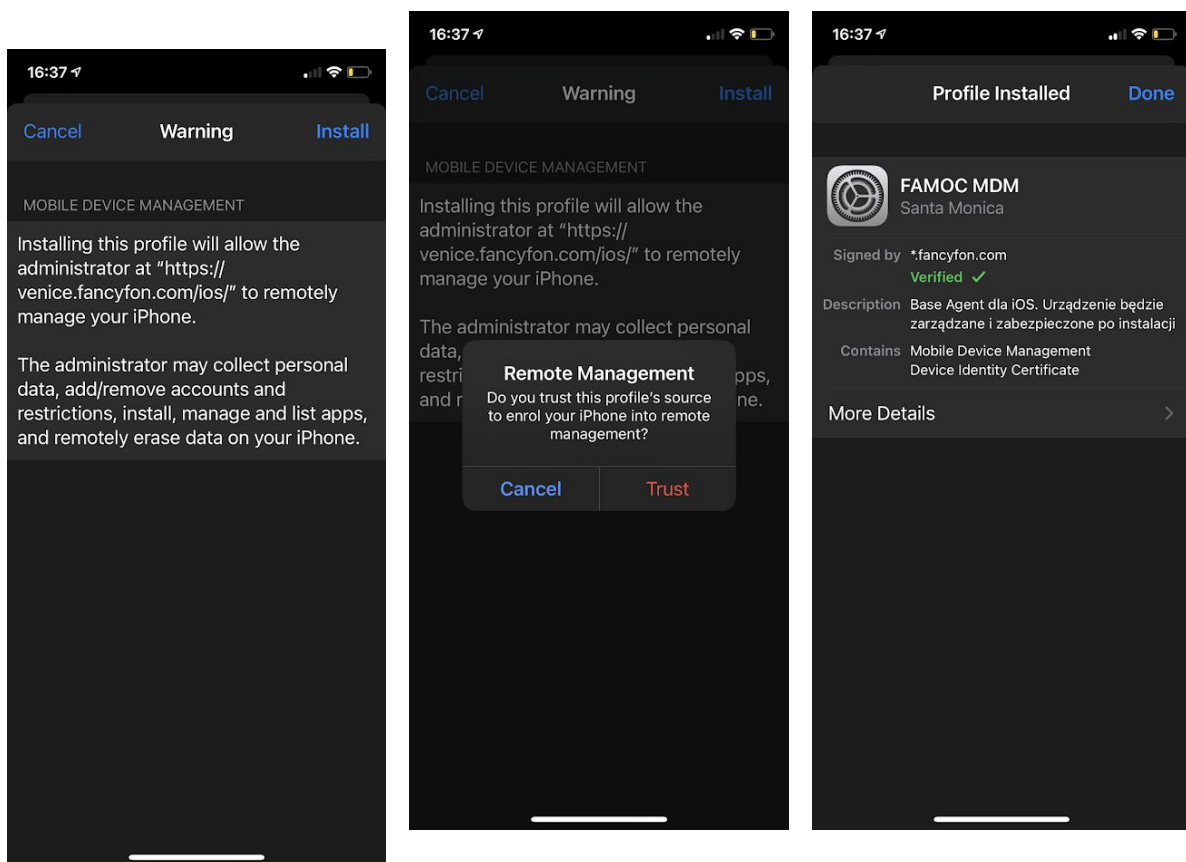 16:37
Cancel Warning Install
MOBILE DEVICE MANAGEMENT
Installing this profile will allow the
administrator at “https://
venice.fancyfon.com/ios/” to remotely
manage your iPhone.
The administrator may collect personal
data, add/remove accounts and
restrictions, install, manage and list apps,
and remotely erase data on your iPhone.
16:37
Cancel Warning Install
MOBILE DEVICE MANAGEMENT
Installing this profile will allow the
administrator at “https://
venice.fancyfon.com/ios/” to remotely
manage your iPhone.
The administrator may collect personal
data,
Remote Management
Do you trust this profile’s source
to enrol your iPhone into remote
management?
Cancel Trust
16:37
Profile Installed Done
FAMOC MDM
Santa Monica
Signed by *.fancyfon.com
Verified ✓
Description Base Agent dla iOS. Urządzenie będzie
zarządzane i zabezpieczone po instalacji
Contains Mobile Device Management
Device Identity Certificate
More Details